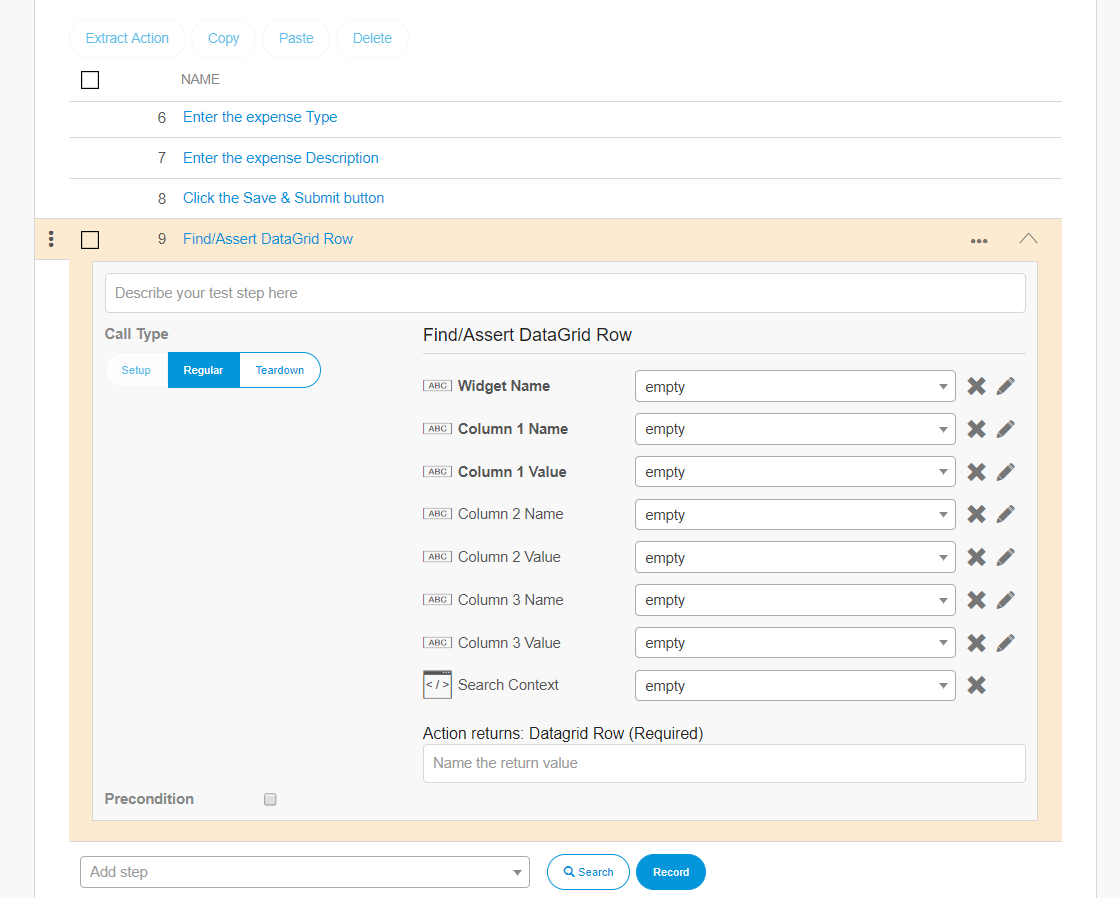 Extract Action Copy Paste Delete
NAME
6 Enter the expense Type
7 Enter the expense Description
8 Click the Save & Submit button
9 Find/Assert DataGrid Row
Describe your test step here
Call Type
Setup Regular Teardown
Find/Assert DataGrid Row
ABC Widget Name empty
ABC Column 1 Name empty
ABC Column 1 Value empty
ABC Column 2 Name empty
ABC Column 2 Value empty
ABC Column 3 Name empty
ABC Column 3 Value empty
</> Search Context empty
Action returns: Datagrid Row (Required)
Name the return value
Precondition
Add step Search Record